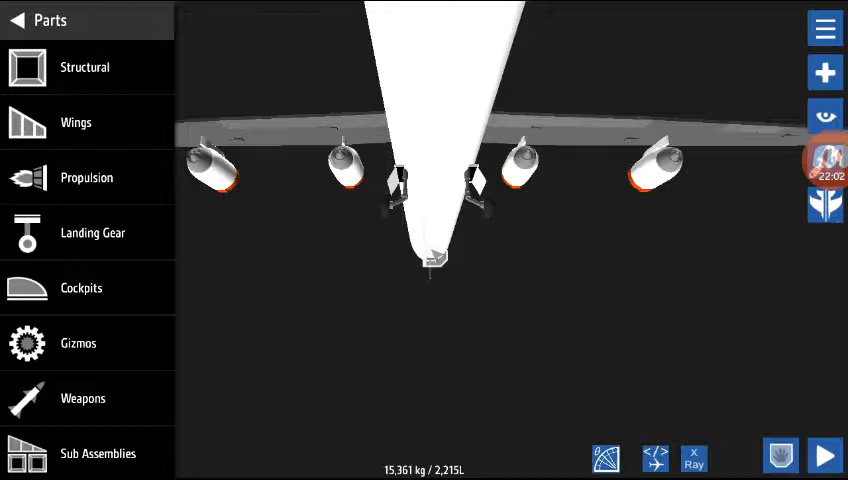 Parts
Structural
Wings
Propulsion
Landing Gear
Cockpits
Gizmos
Weapons
Sub Assemblies
22:02
15,361 kg / 2,215L
θ
</>
X
Ray